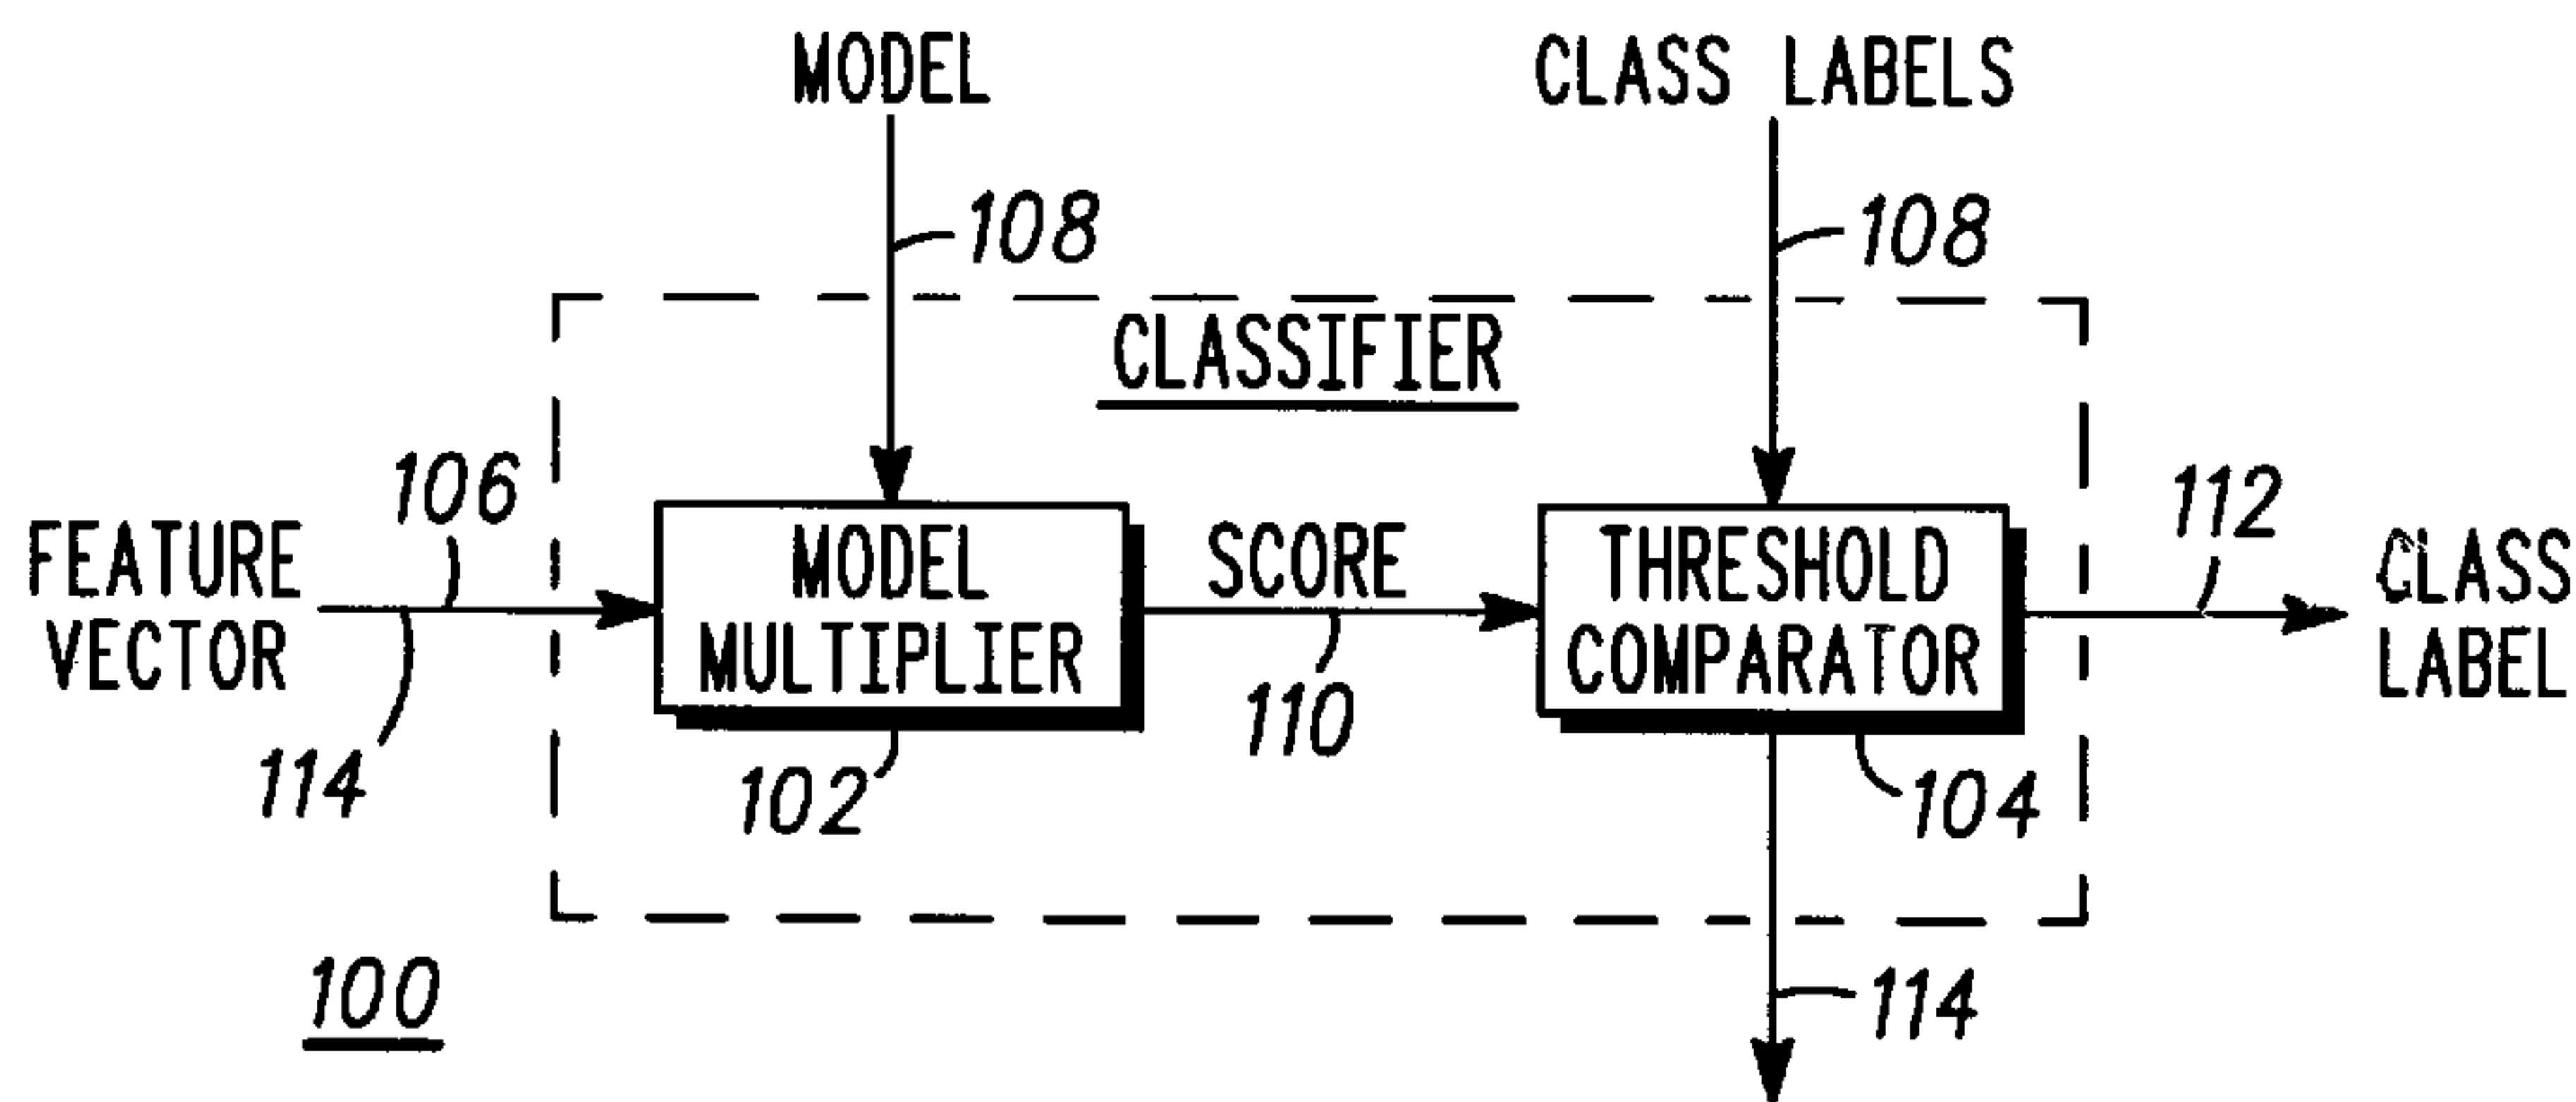 MODEL
CLASS LABELS
108
108
CLASSIFIER
106
112
FEATURE
VECTOR
MODEL
MULTIPLIER
SCORE
THRESHOLD
COMPARATOR
CLASS
LABEL
114
102
110
104
100
114